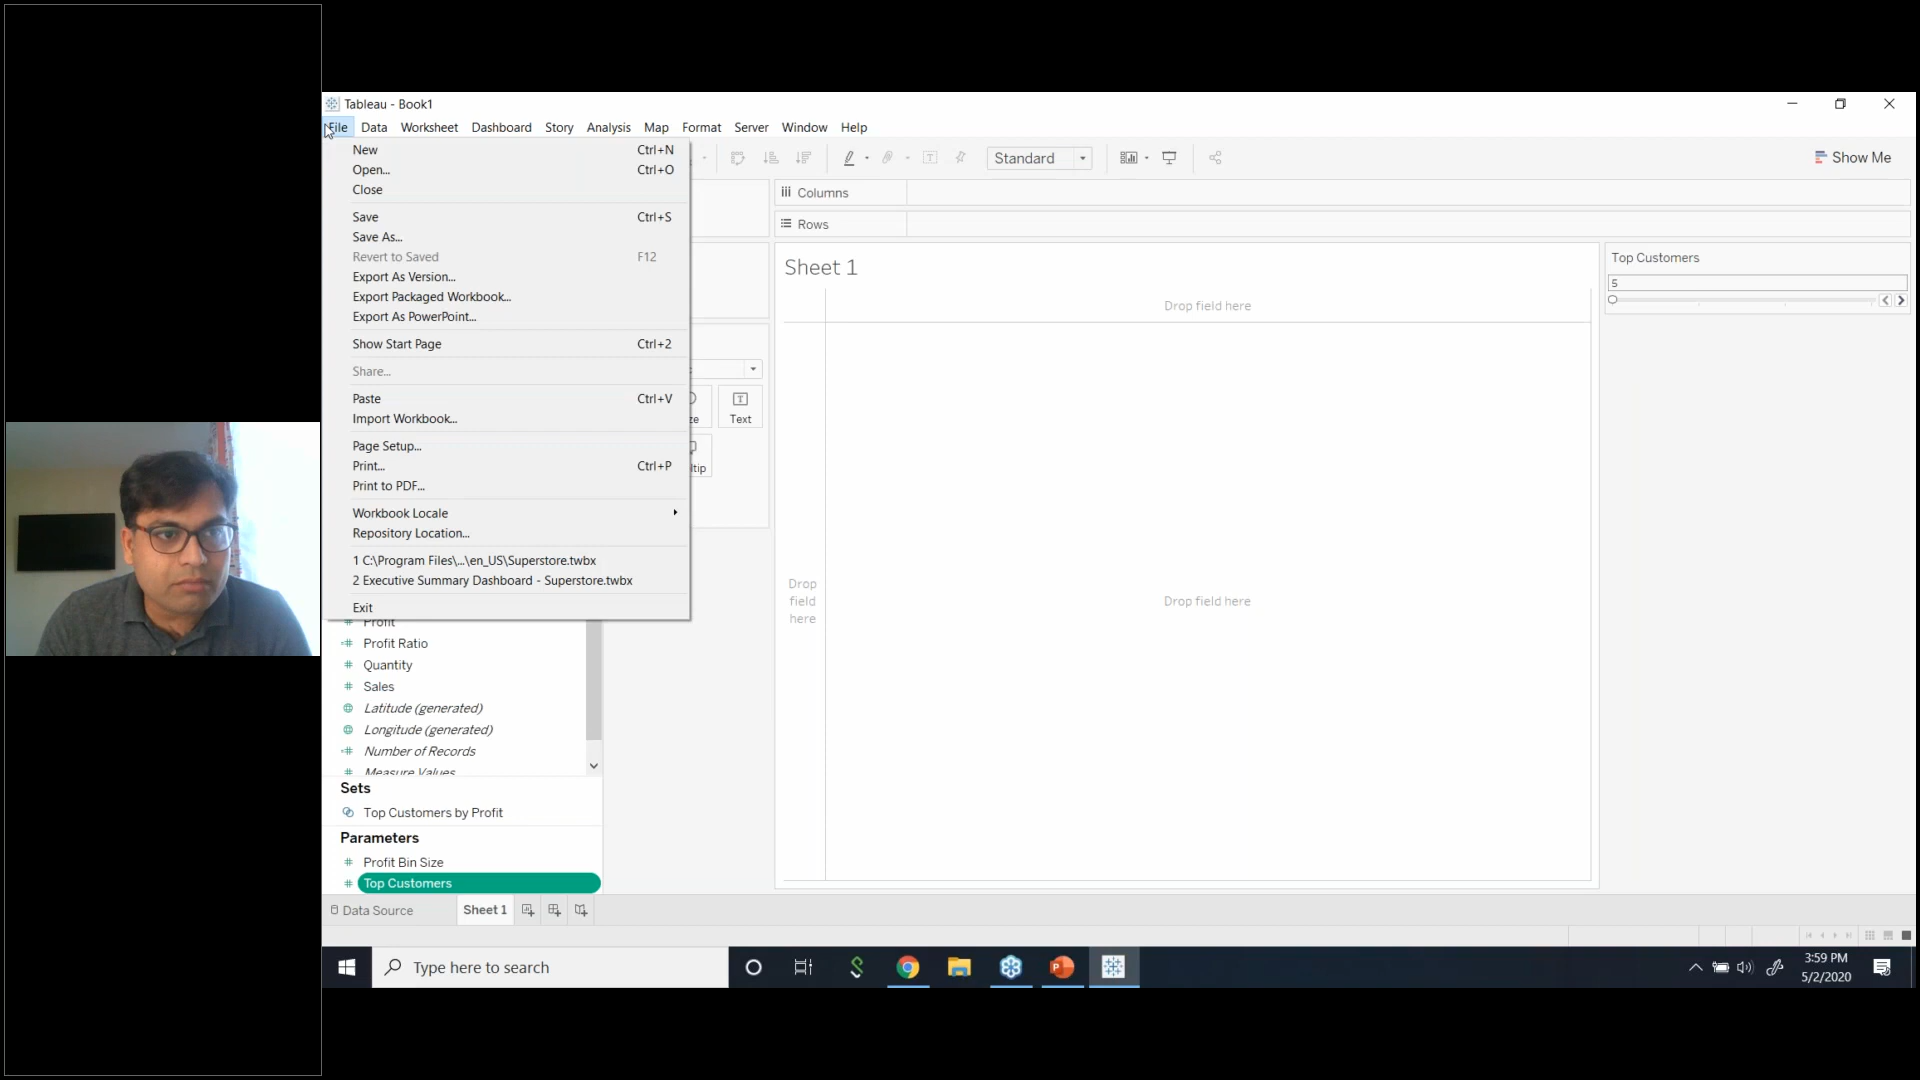 Tableau - Book1
File Data Worksheet Dashboard Story Analysis Map Format Server Window Help
New Ctrl+N
Open... Ctrl+O
Close
Save Ctrl+S
Save As...
Revert to Saved F12
Export As Version...
Export Packaged Workbook...
Export As PowerPoint...
Show Start Page Ctrl+2
Share...
Paste Ctrl+V
Import Workbook...
Page Setup...
Print... Ctrl+P
Print to PDF...
Workbook Locale
Repository Location...
1 C:\Program Files\...\en_US\Superstore.twbx
2 Executive Summary Dashboard - Superstore.twbx
Exit
Standard
Show Me
Columns
Rows
Text
Sheet 1
Drop field here
Drop
field
here
Drop field here
Top Customers
5
Profit
Profit Ratio
Quantity
Sales
Latitude (generated)
Longitude (generated)
Number of Records
Measure Values
Sets
Top Customers by Profit
Parameters
Profit Bin Size
Top Customers
Data Source Sheet 1
Type here to search
3:59 PM
5/2/2020